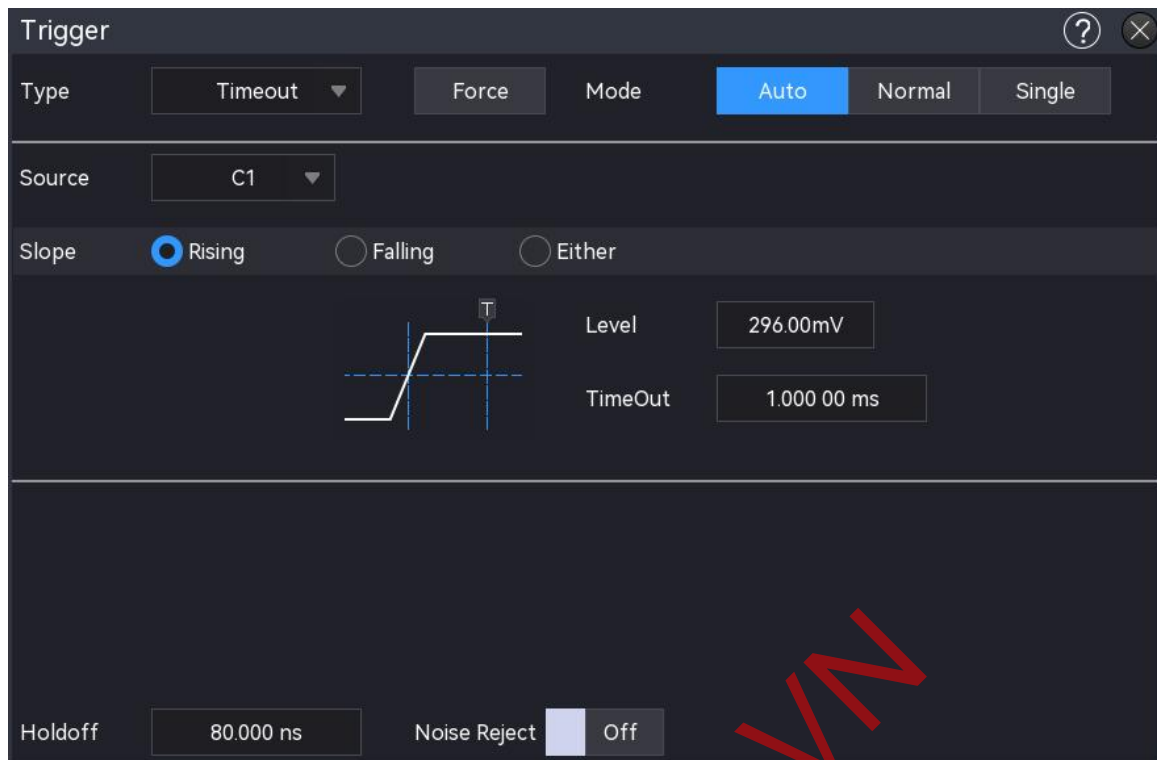 Trigger ?
Type Timeout Force Mode Auto Normal Single
Source C1
Slope Rising Falling Either
T
Level 296.00mV
TimeOut 1.000 00 ms
VN
Holdoff 80.000 ns Noise Reject Off